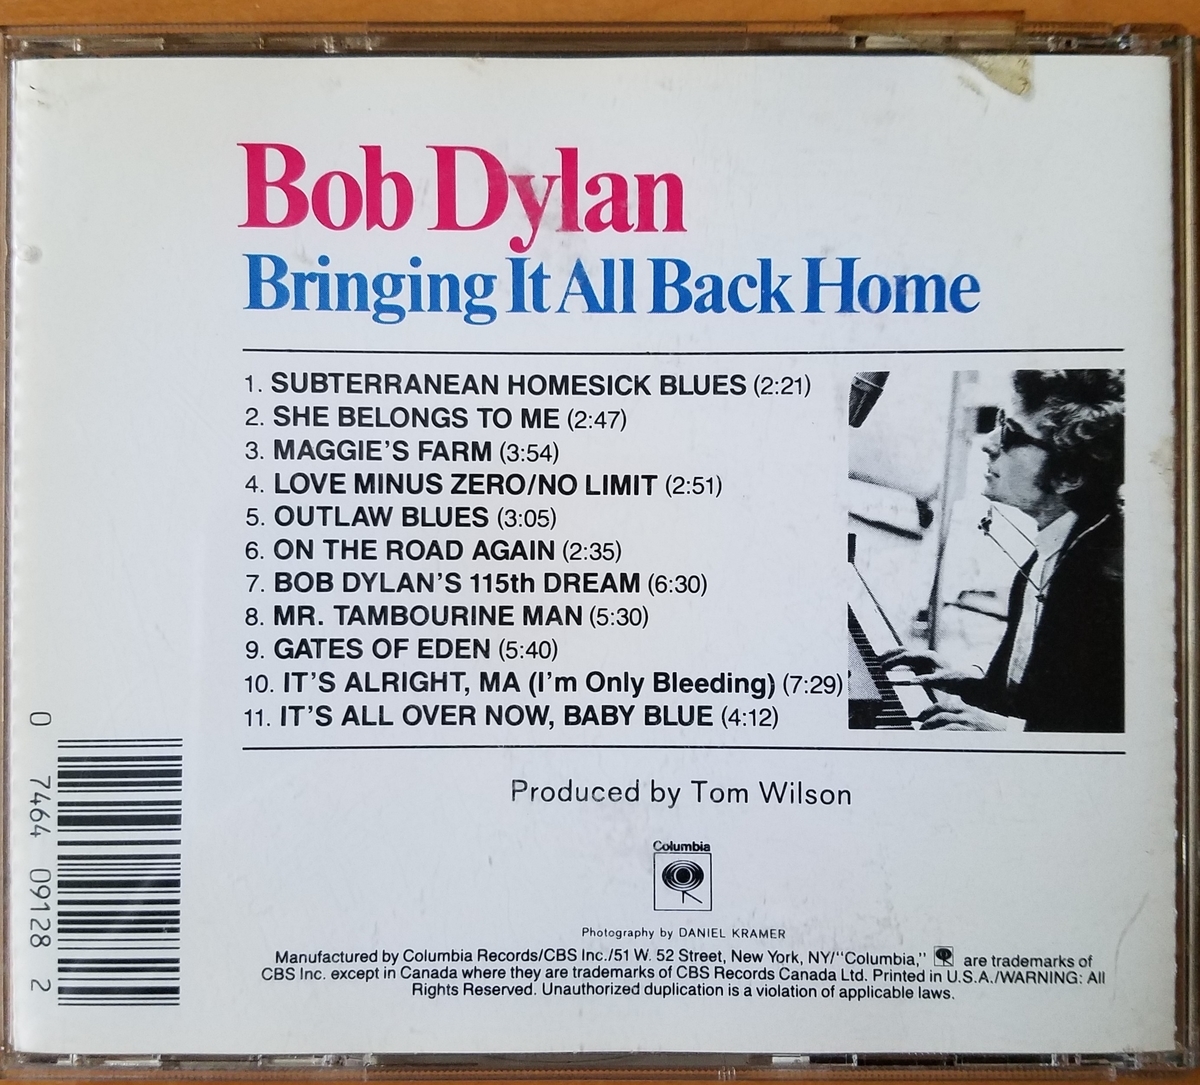 Bob Dylan
Bringing It All Back Home
1. SUBTERRANEAN HOMESICK BLUES (2:21)
2. SHE BELONGS TO ME (2:47)
3. MAGGIE'S FARM (3:54)
4. LOVE MINUS ZERO/NO LIMIT (2:51)
5. OUTLAW BLUES (3:05)
6. ON THE ROAD AGAIN (2:35)
7. BOB DYLAN'S 115th DREAM (6:30)
8. MR. TAMBOURINE MAN (5:30)
9. GATES OF EDEN (5:40)
10. IT'S ALRIGHT, MA (I'm Only Bleeding) (7:29)
11. IT'S ALL OVER NOW, BABY BLUE (4:12)
0 7464 09128 2
Produced by Tom Wilson
Columbia
Photography by DANIEL KRAMER
Manufactured by Columbia Records/CBS Inc./51 W. 52 Street, New York, NY/"Columbia," are trademarks of
CBS Inc. except in Canada where they are trademarks of CBS Records Canada Ltd. Printed in U.S.A./WARNING: All
Rights Reserved. Unauthorized duplication is a violation of applicable laws.